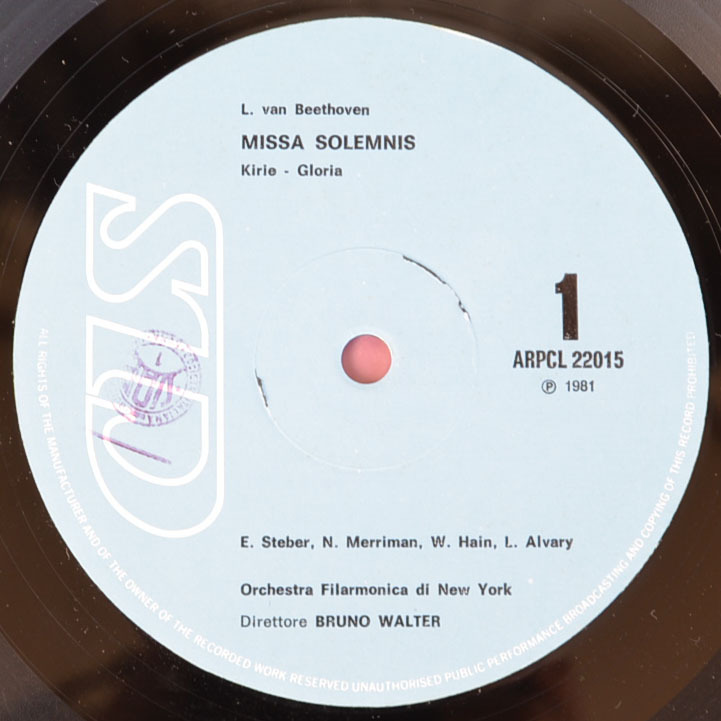 L. van Beethoven
MISSA SOLEMNIS
Kirie - Gloria
1
ARPCL 22015
℗ 1981
E. Steber, N. Merriman, W. Hain, L. Alvary
Orchestra Filarmonica di New York
Direttore BRUNO WALTER
ALL RIGHTS OF THE MANUFACTURER AND OF THE OWNER OF THE RECORDED WORK RESERVED UNAUTHORISED PUBLIC PERFORMANCE BROADCASTING AND COPYING OF THIS RECORD PROHIBITED